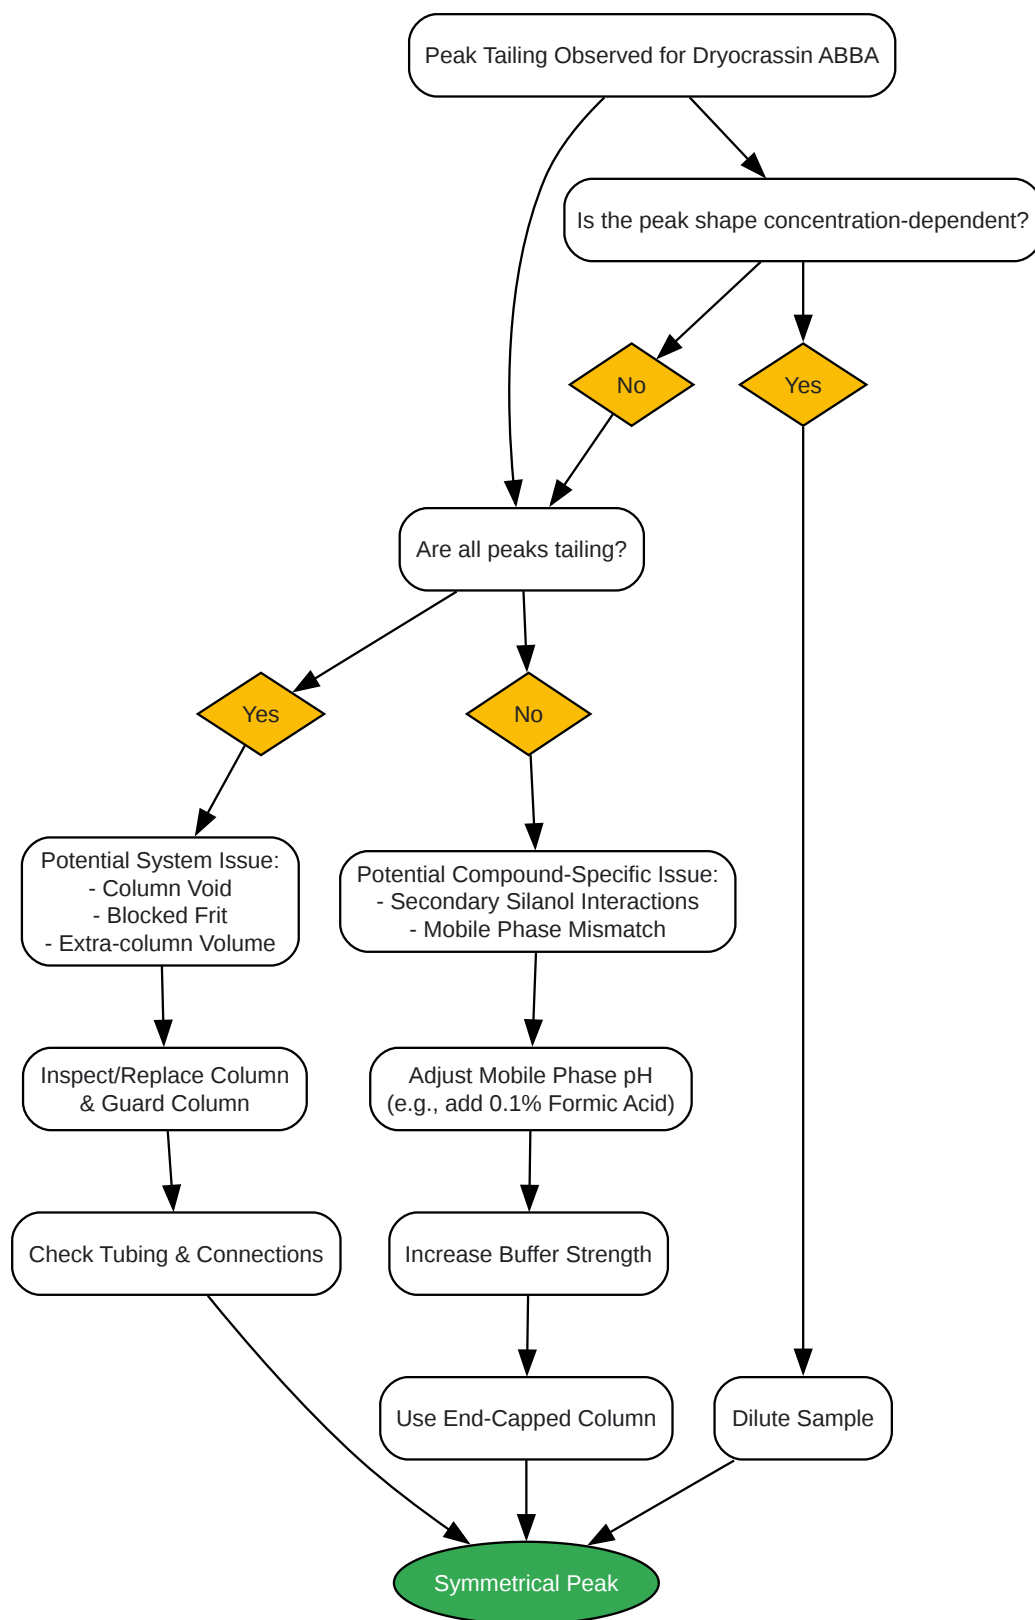 Peak Tailing Observed for Dryocrassin ABBA
Is the peak shape concentration-dependent?
No
Yes
Are all peaks tailing?
Yes
No
Potential System Issue:
- Column Void
- Blocked Frit
- Extra-column Volume
Potential Compound-Specific Issue:
- Secondary Silanol Interactions
- Mobile Phase Mismatch
Inspect/Replace Column
& Guard Column
Adjust Mobile Phase pH
(e.g., add 0.1% Formic Acid)
Check Tubing & Connections
Increase Buffer Strength
Use End-Capped Column
Dilute Sample
Symmetrical Peak